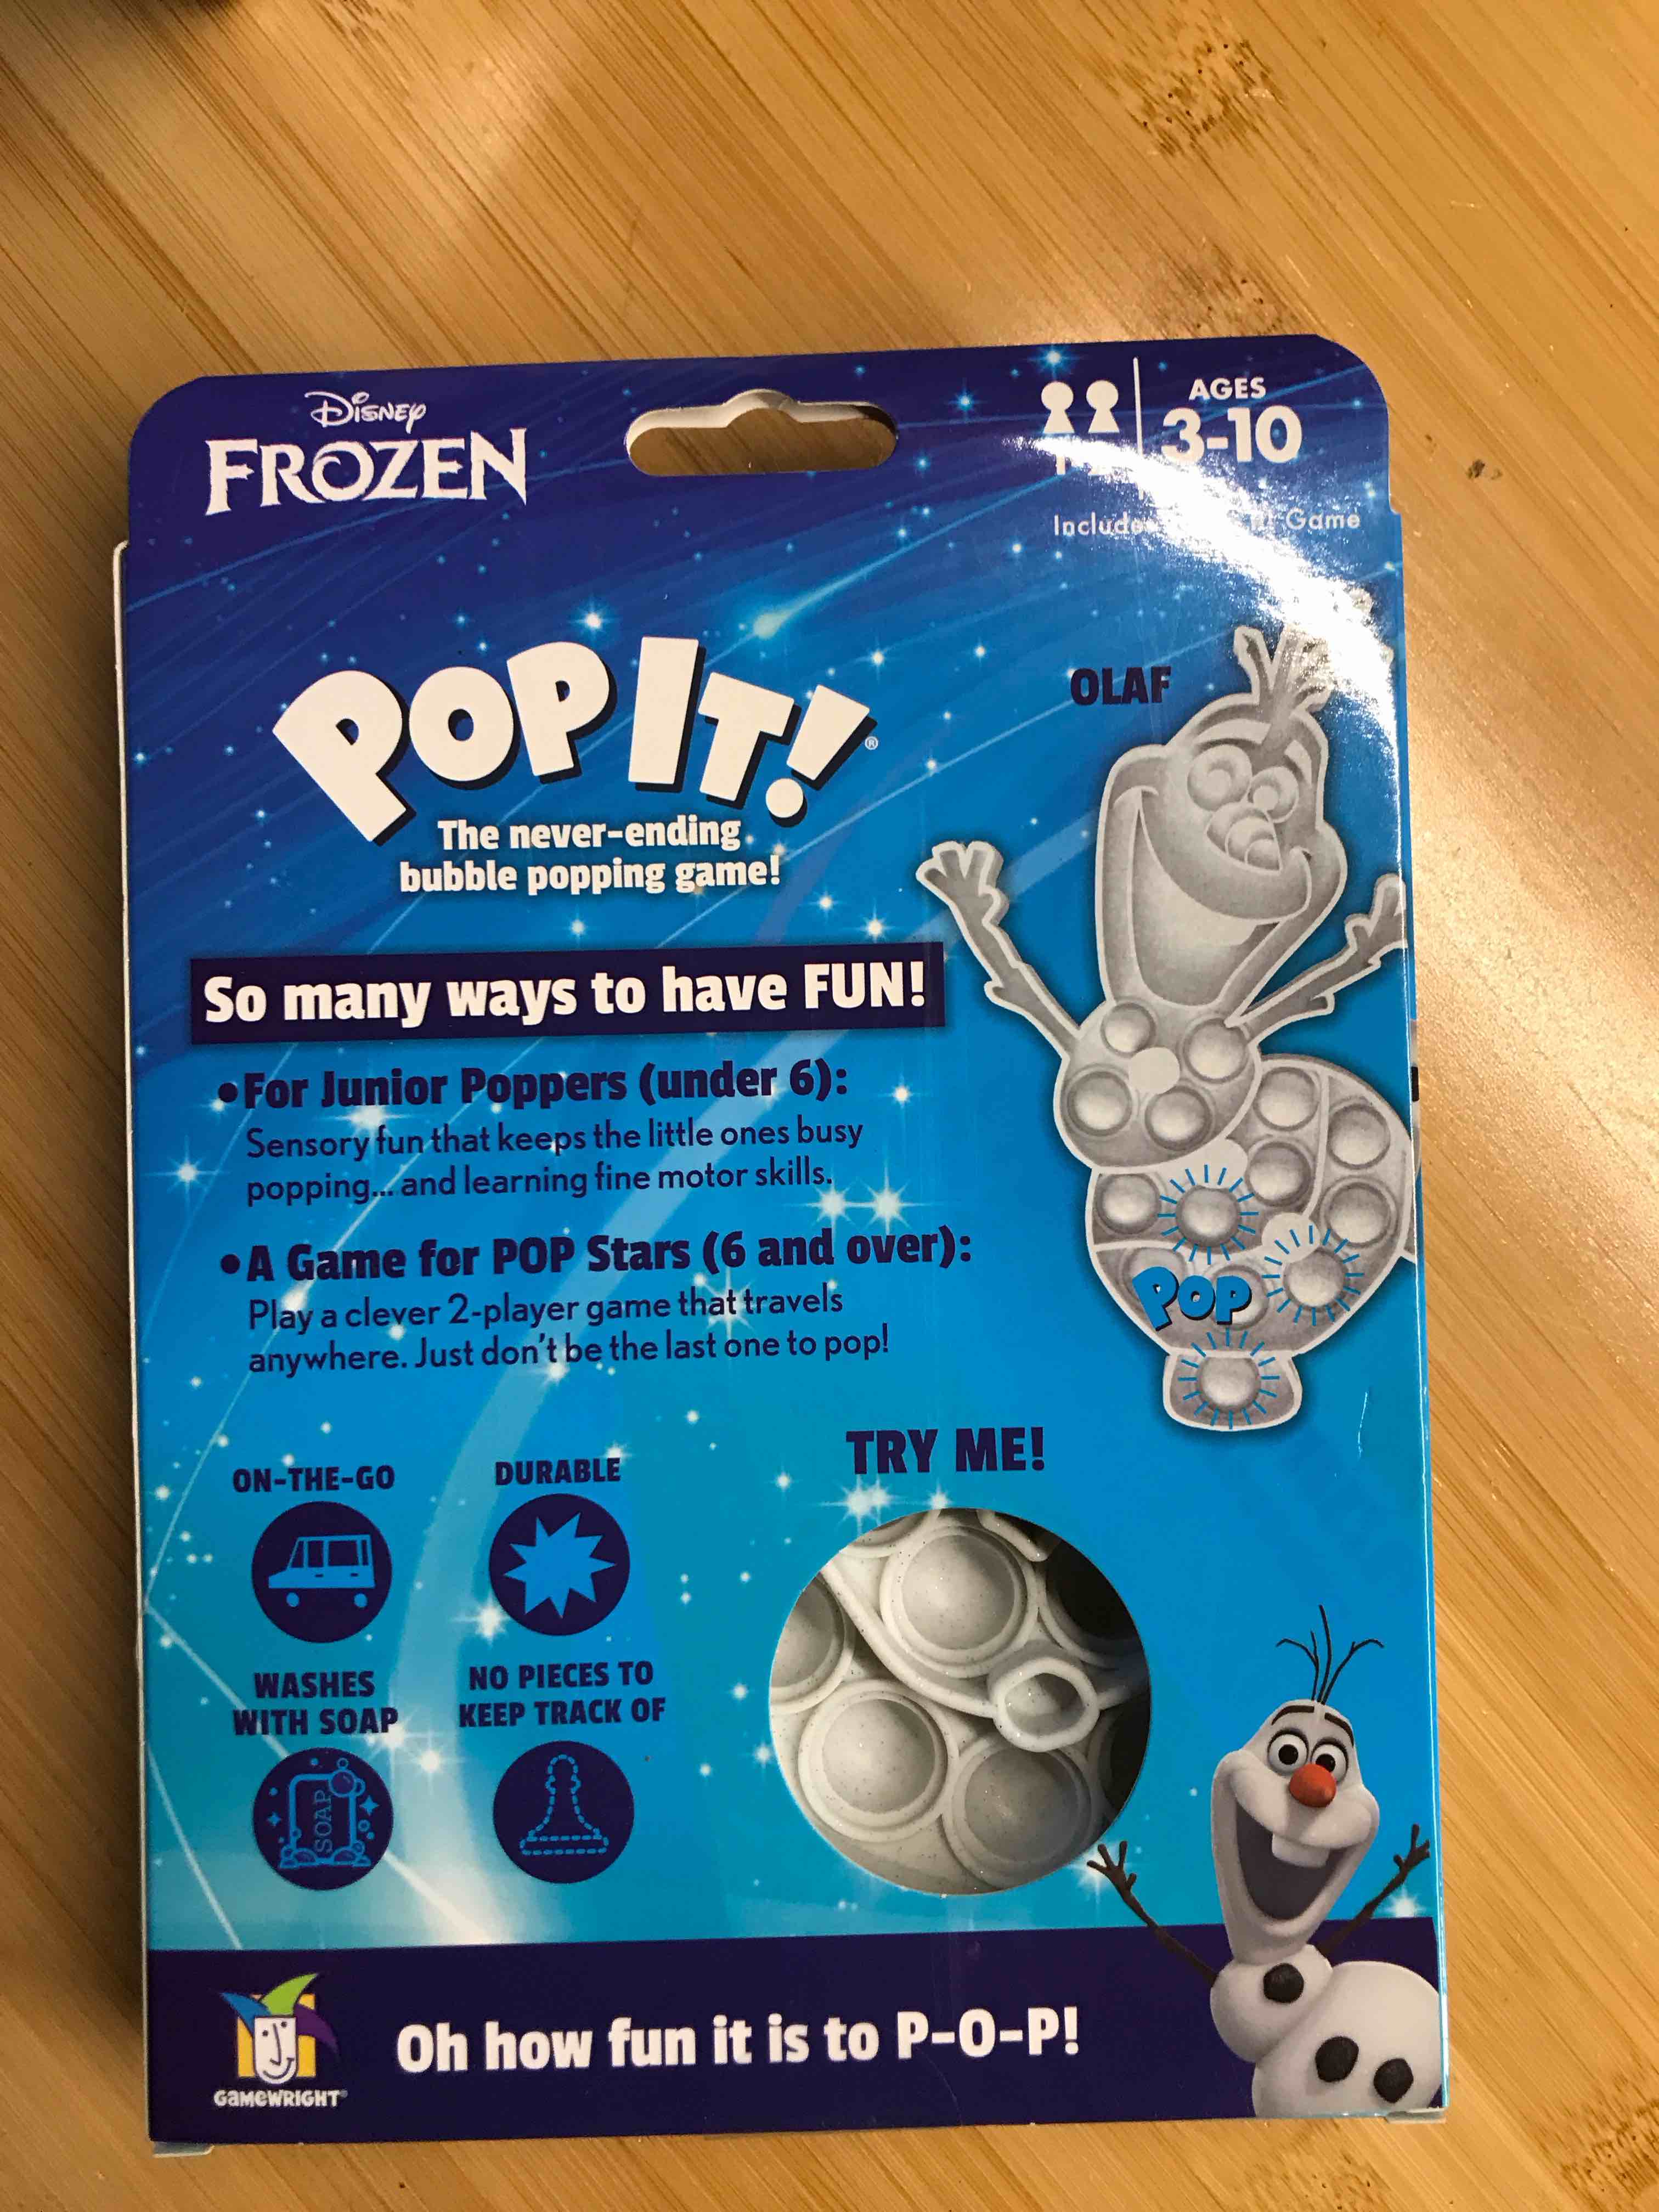 Disney
FROZEN
AGES
3-10
Game
POP IT!®
The never-ending
bubble popping game!
OLAF
So many ways to have FUN!
•For Junior Poppers (under 6):
Sensory fun that keeps the little ones busy
popping... and learning fine motor skills.
•A Game for POP Stars (6 and over):
Play a clever 2-player game that travels
anywhere. Just don't be the last one to pop!
POP
ON-THE-GO
DURABLE
TRY ME!
WASHES
WITH SOAP
NO PIECES TO
KEEP TRACK OF
SOAP
GAMEWRIGHT®
Oh how fun it is to P-O-P!